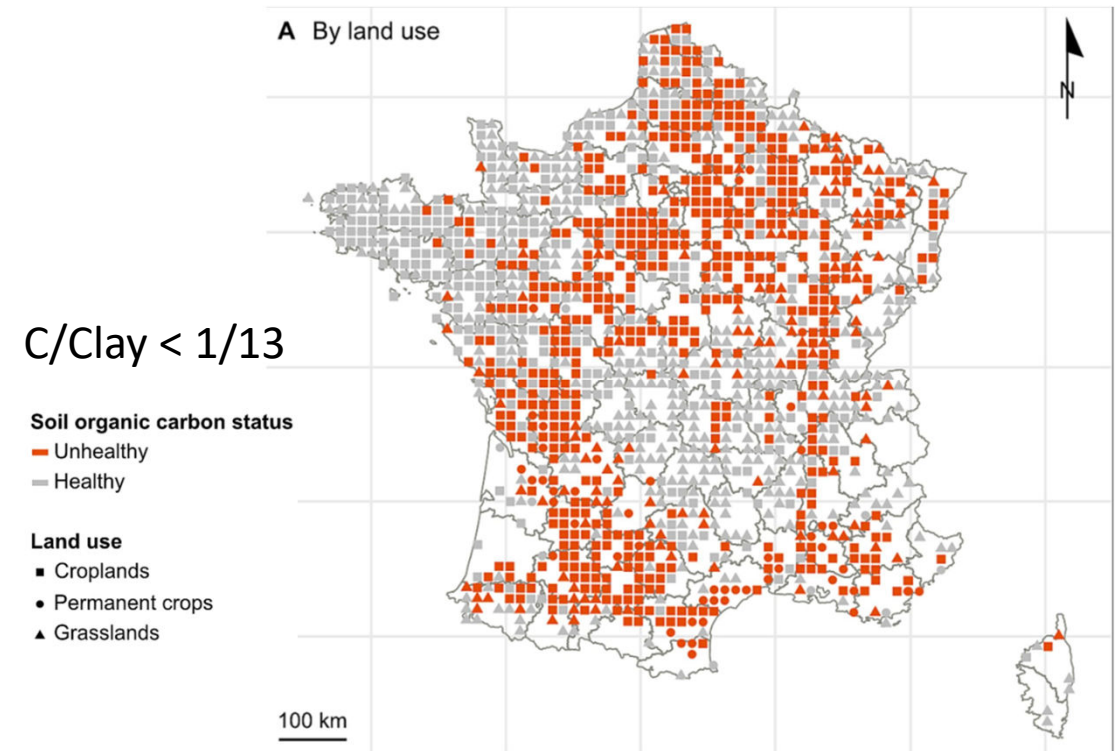 A By land use
N
C/Clay < 1/13
Soil organic carbon status
Unhealthy
Healthy
Land use
Croplands
Permanent crops
Grasslands
100 km